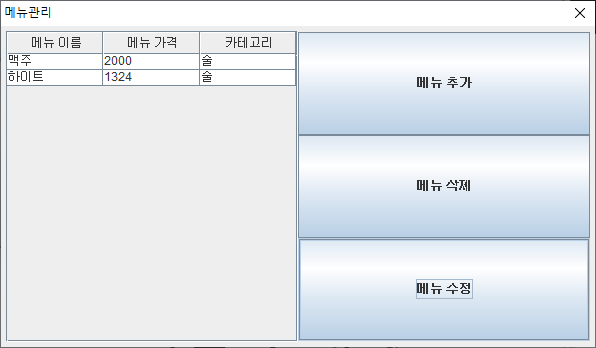 메뉴관리
메뉴 이름 메뉴 가격 카테고리
맥주 2000 술
하이트 1324 술
메뉴 추가
메뉴 삭제
메뉴 수정